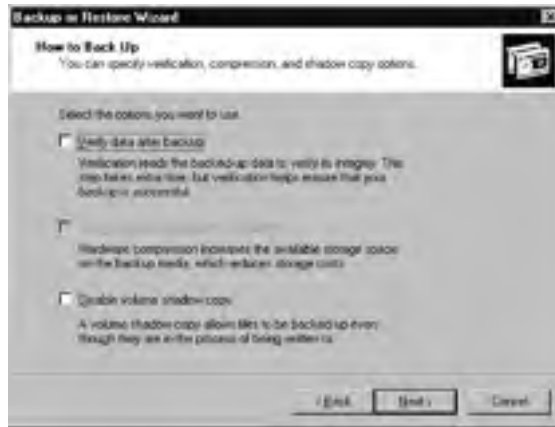 Backup or Restore Wizard
How to Back Up
You can specify verification, compression, and shadow copy options.
Select the options you want to use.
Verify data after backup
Verification reads the backed-up data to verify its integrity. This
step takes extra time, but verification helps ensure that your
backup is successful.
Hardware compression increases the available storage space
on the backup media, which reduces storage costs.
Disable volume shadow copy
A volume shadow copy allows files to be backed up even
though they are in the process of being written to.
< Back
Next >
Cancel